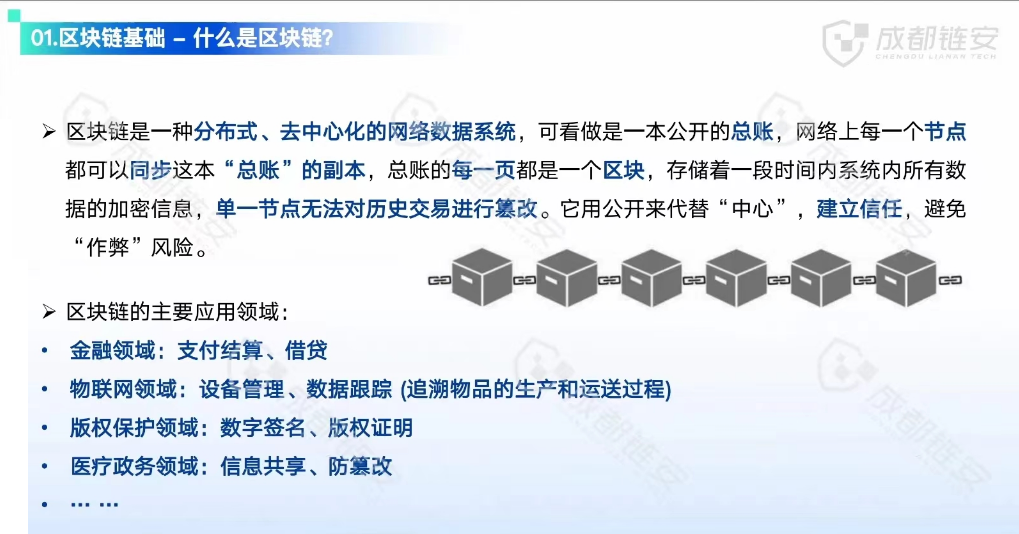 01.区块链基础 – 什么是区块链?
成都链安
CHENGDU LIANAN TECH
➢ 区块链是一种分布式、去中心化的网络数据系统，可看做是一本公开的总账，网络上每一个节点
都可以同步这本“总账”的副本，总账的每一页都是一个区块，存储着一段时间内系统内所有数
据的加密信息，单一节点无法对历史交易进行篡改。它用公开来代替“中心”，建立信任，避免
“作弊”风险。
➢ 区块链的主要应用领域：
• 金融领域：支付结算、借贷
• 物联网领域：设备管理、数据跟踪 (追溯物品的生产和运送过程)
• 版权保护领域：数字签名、版权证明
• 医疗政务领域：信息共享、防篡改
• … …